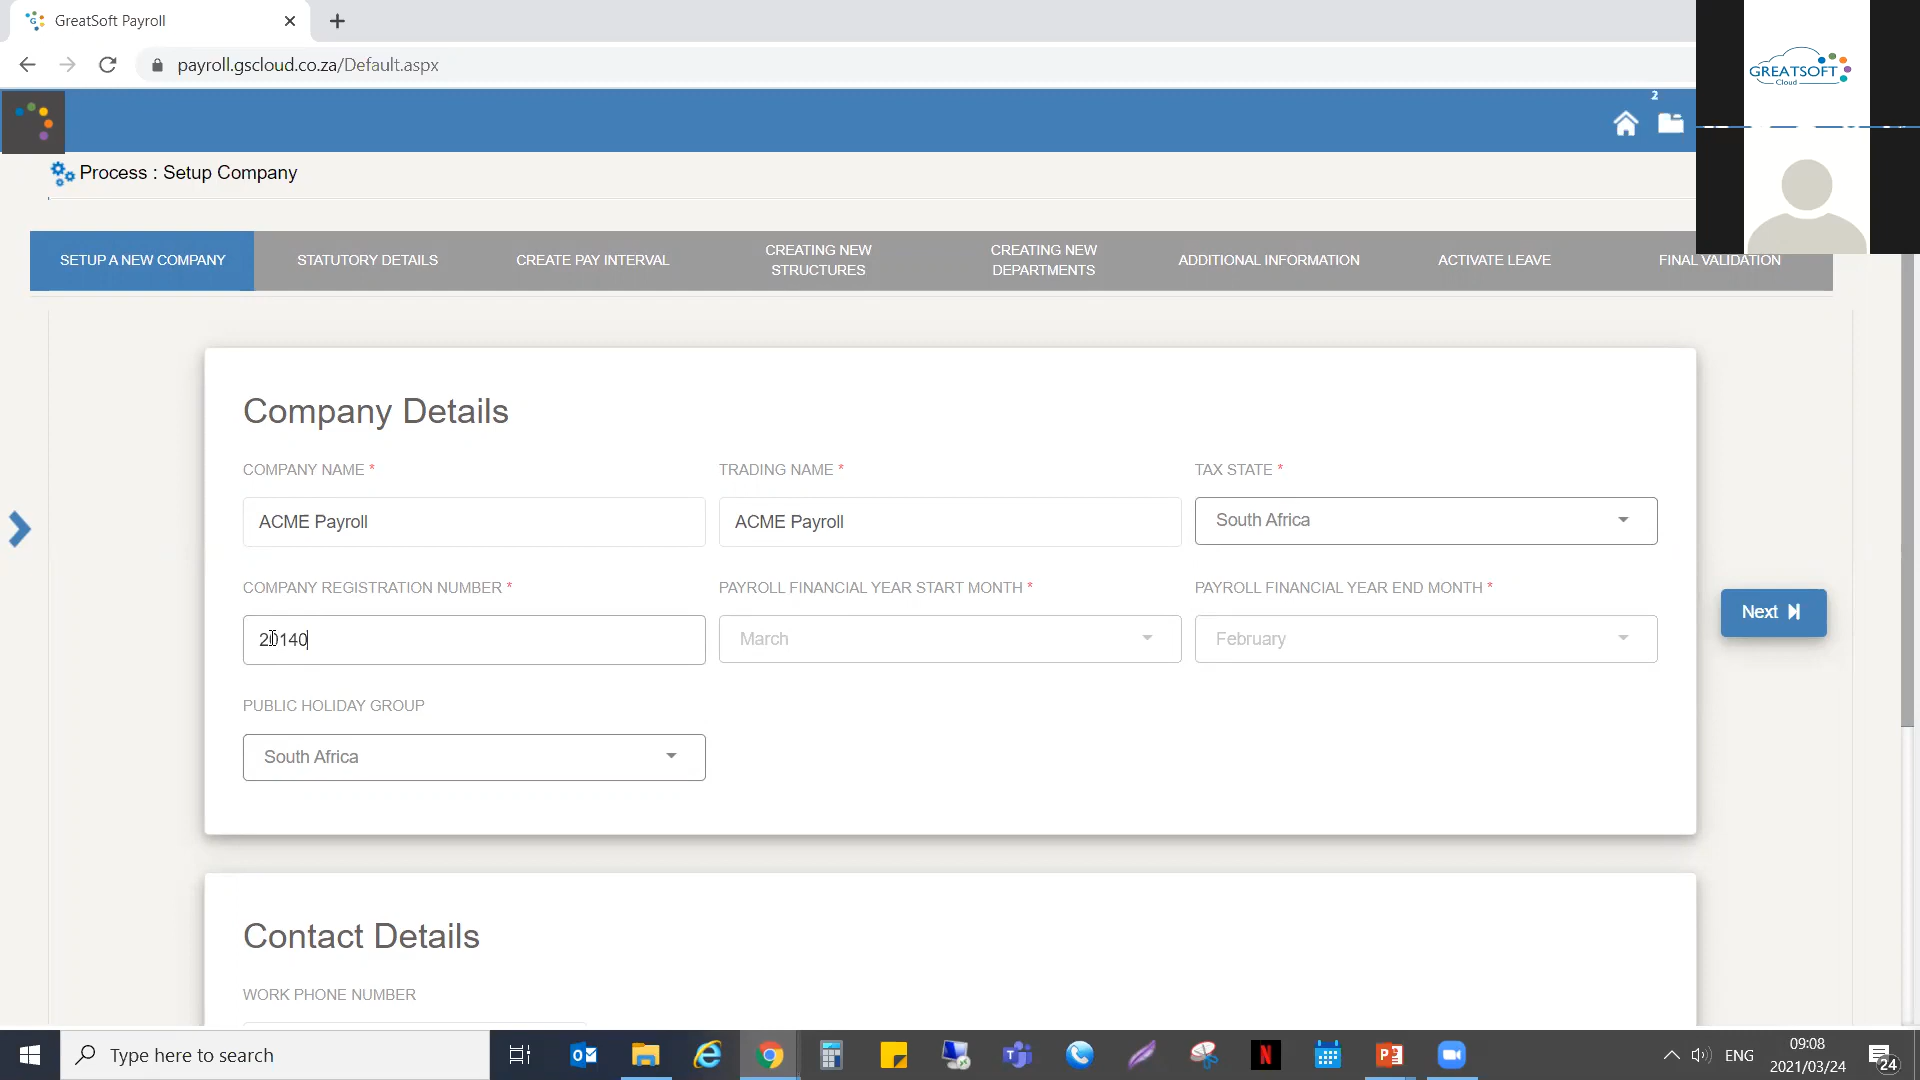 GreatSoft Payroll
payroll.gscloud.co.za/Default.aspx
GREATSOFT
Cloud
2
Process : Setup Company
SETUP A NEW COMPANY
STATUTORY DETAILS
CREATE PAY INTERVAL
CREATING NEW
STRUCTURES
CREATING NEW
DEPARTMENTS
ADDITIONAL INFORMATION
ACTIVATE LEAVE
FINAL VALIDATION
Company Details
COMPANY NAME *
TRADING NAME *
TAX STATE *
ACME Payroll
ACME Payroll
South Africa
COMPANY REGISTRATION NUMBER *
PAYROLL FINANCIAL YEAR START MONTH *
PAYROLL FINANCIAL YEAR END MONTH *
20140
March
February
Next
PUBLIC HOLIDAY GROUP
South Africa
Contact Details
WORK PHONE NUMBER
Type here to search
ENG
09:08
2021/03/24
24